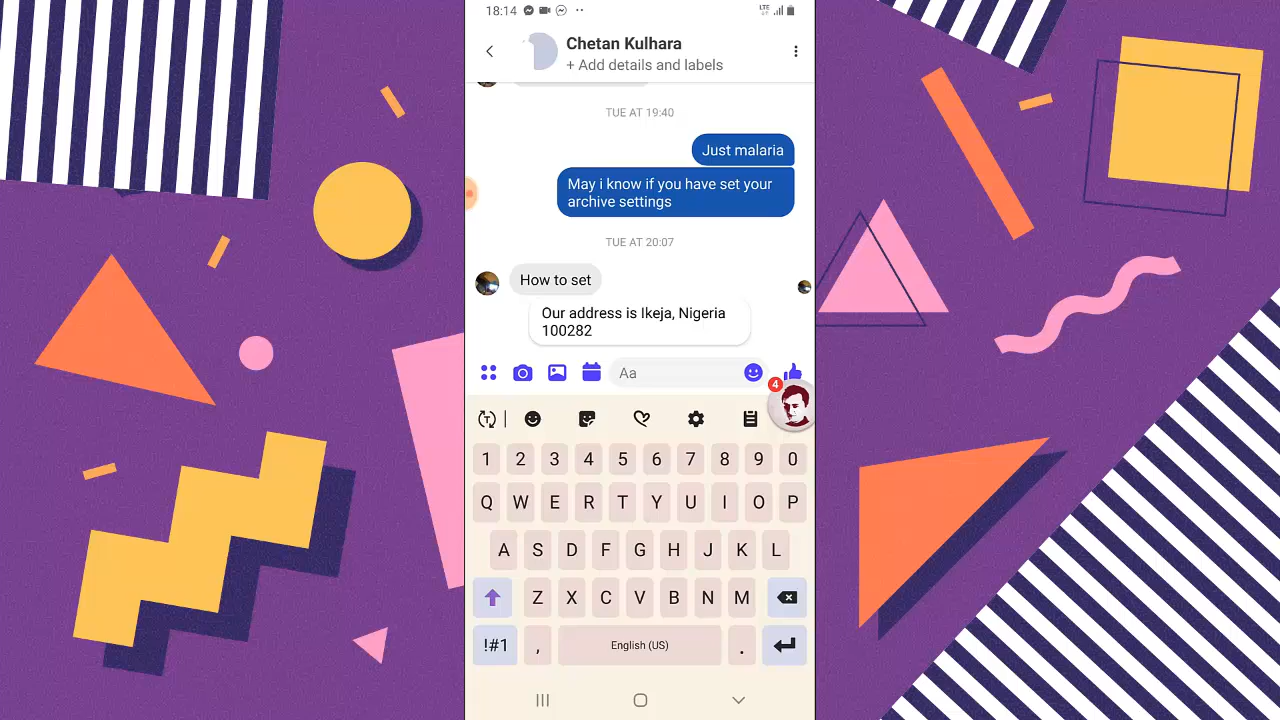 18:14
LTE
Chetan Kulhara
+ Add details and labels
TUE AT 19:40
Just malaria
May i know if you have set your
archive settings
TUE AT 20:07
How to set
Our address is Ikeja, Nigeria
100282
Aa
4
T
1 2 3 4 5 6 7 8 9 0
Q W E R T Y U I O P
A S D F G H J K L
Z X C V B N M
!#1 , English (US) .